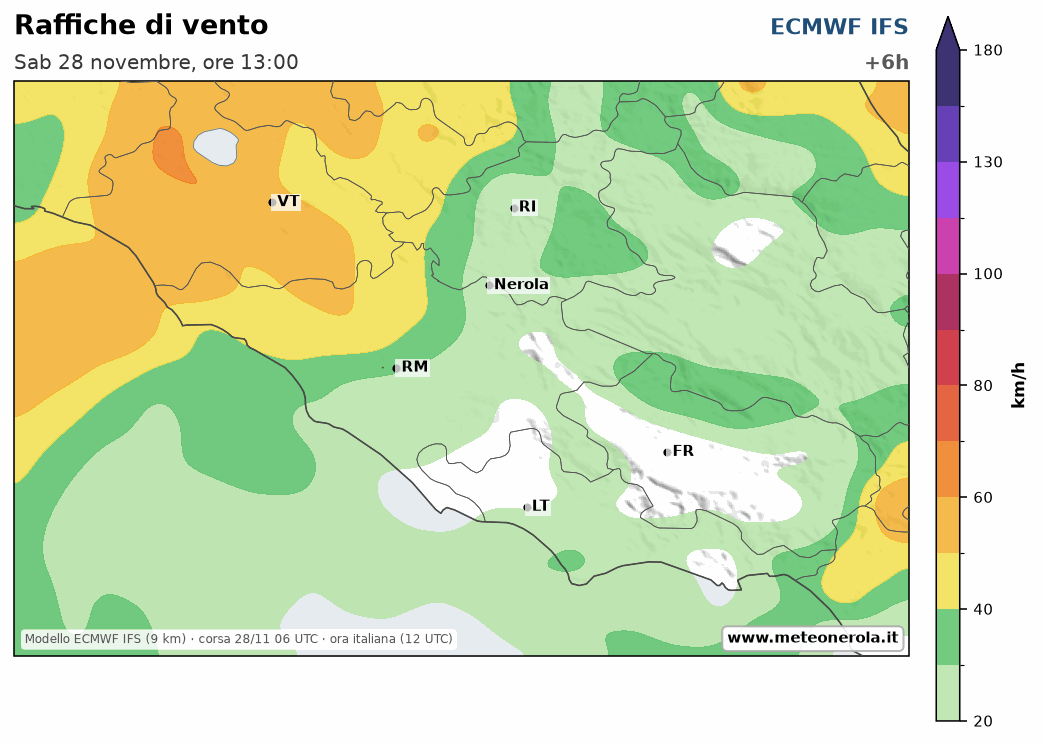 Raffiche di vento
ECMWF IFS
Sab 28 novembre, ore 13:00
+6h
VT
RI
Nerola
RM
FR
LT
Modello ECMWF IFS (9 km) · corsa 28/11 06 UTC · ora italiana (12 UTC)
www.meteonerola.it
180
130
100
80
60
40
20
km/h